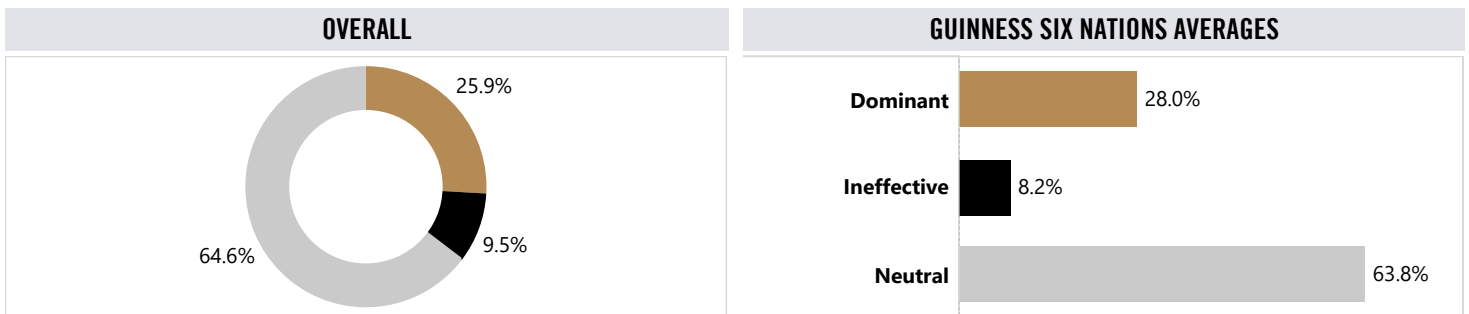 OVERALL
25.9%
9.5%
64.6%
GUINNESS SIX NATIONS AVERAGES
Dominant 28.0%
Ineffective 8.2%
Neutral 63.8%